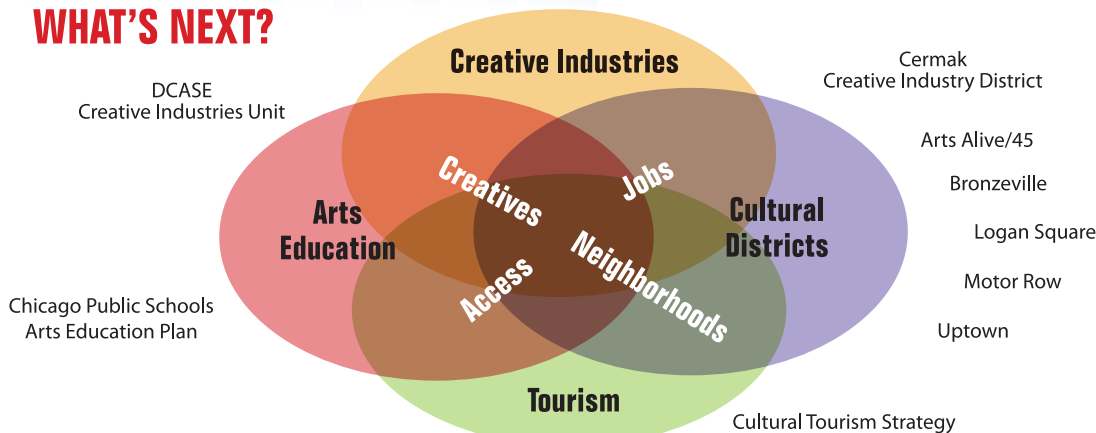 WHAT'S NEXT?
DCASE
Creative Industries Unit
Creative Industries
Cermak
Creative Industry District
Arts Alive/45
Bronzeville
Logan Square
Motor Row
Uptown
Creatives
Jobs
Arts
Education
Cultural
Districts
Access
Neighborhoods
Chicago Public Schools
Arts Education Plan
Tourism
Cultural Tourism Strategy